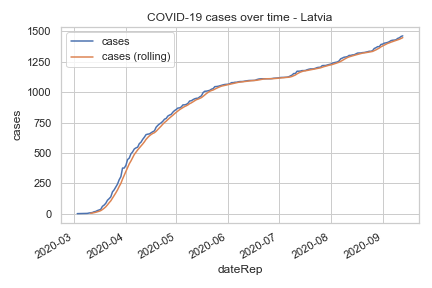 COVID-19 cases over time - Latvia
cases
cases (rolling)
1500
1250
1000
750
500
250
0
cases
2020-03
2020-04
2020-05
2020-06
2020-07
2020-08
2020-09
dateRep